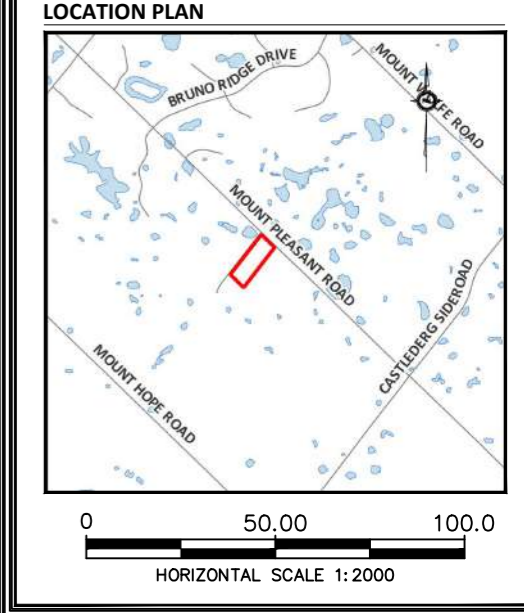 LOCATION PLAN
BRUNO RIDGE DRIVE
MOUNT WOLFE ROAD
MOUNT PLEASANT ROAD
CASTLEDERG SIDEROAD
MOUNT HOPE ROAD
0 50.00 100.0
HORIZONTAL SCALE 1:2000